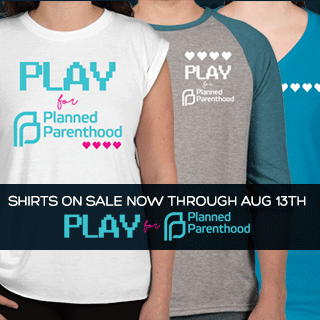 PLAY
for
Planned
Parenthood
PLAY
for
Planned
Parenthood
SHIRTS ON SALE NOW THROUGH AUG 13TH
PLAY for Planned
Parenthood